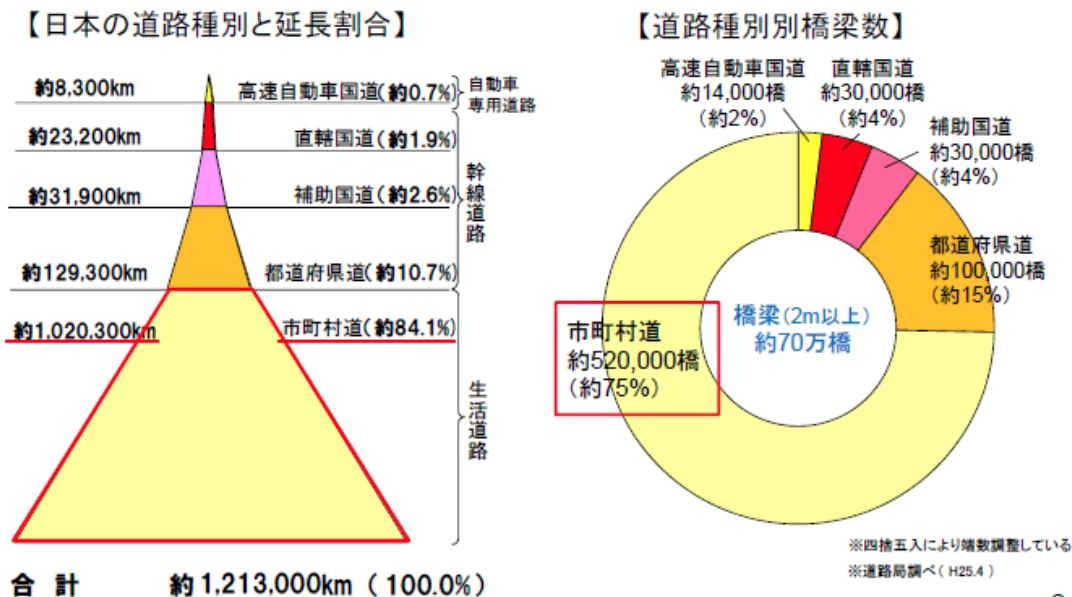 【日本の道路種別と延長割合】
約8,300km
高速自動車国道(約0.7%)
自動車
専用道路
約23,200km
直轄国道(約1.9%)
約31,900km
補助国道(約2.6%)
幹線道路
約129,300km
都道府県道(約10.7%)
約1,020,300km
市町村道(約84.1%)
生活道路
合 計 約1,213,000km ( 100.0% )
【道路種別別橋梁数】
高速自動車国道
約14,000橋
(約2%)
直轄国道
約30,000橋
(約4%)
補助国道
約30,000橋
(約4%)
都道府県道
約100,000橋
(約15%)
市町村道
約520,000橋
(約75%)
橋梁(2m以上)
約70万橋
※四捨五入により端数調整している
※道路局調べ( H25.4 )